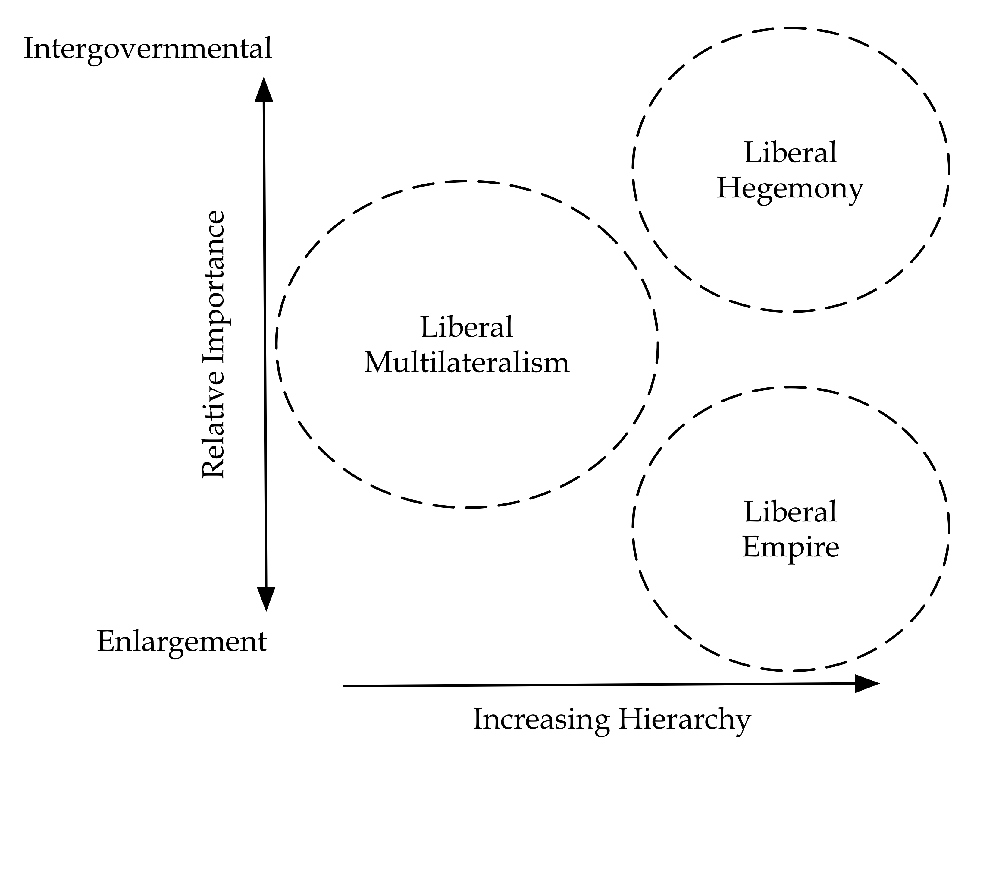 Intergovernmental
Liberal
Hegemony
Relative Importance
Liberal
Multilateralism
Liberal
Empire
Enlargement
Increasing Hierarchy